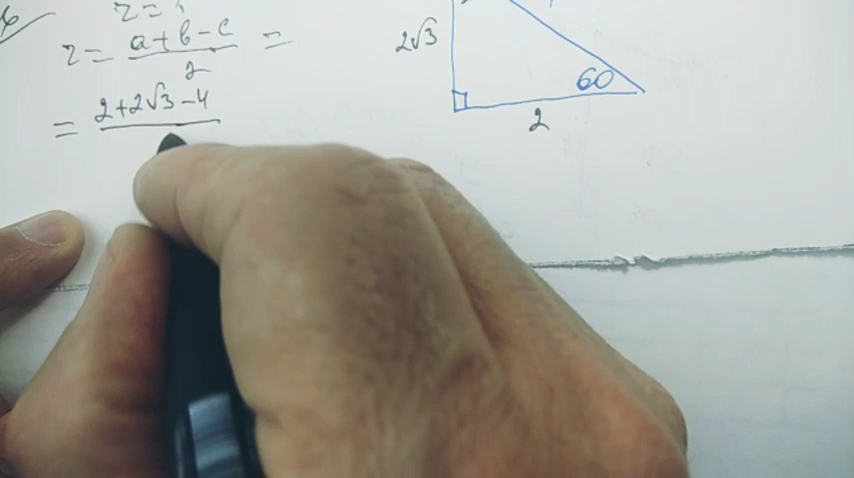 r = a + b - c / 2 =
= 2 + 2√3 - 4
2√3
60
2